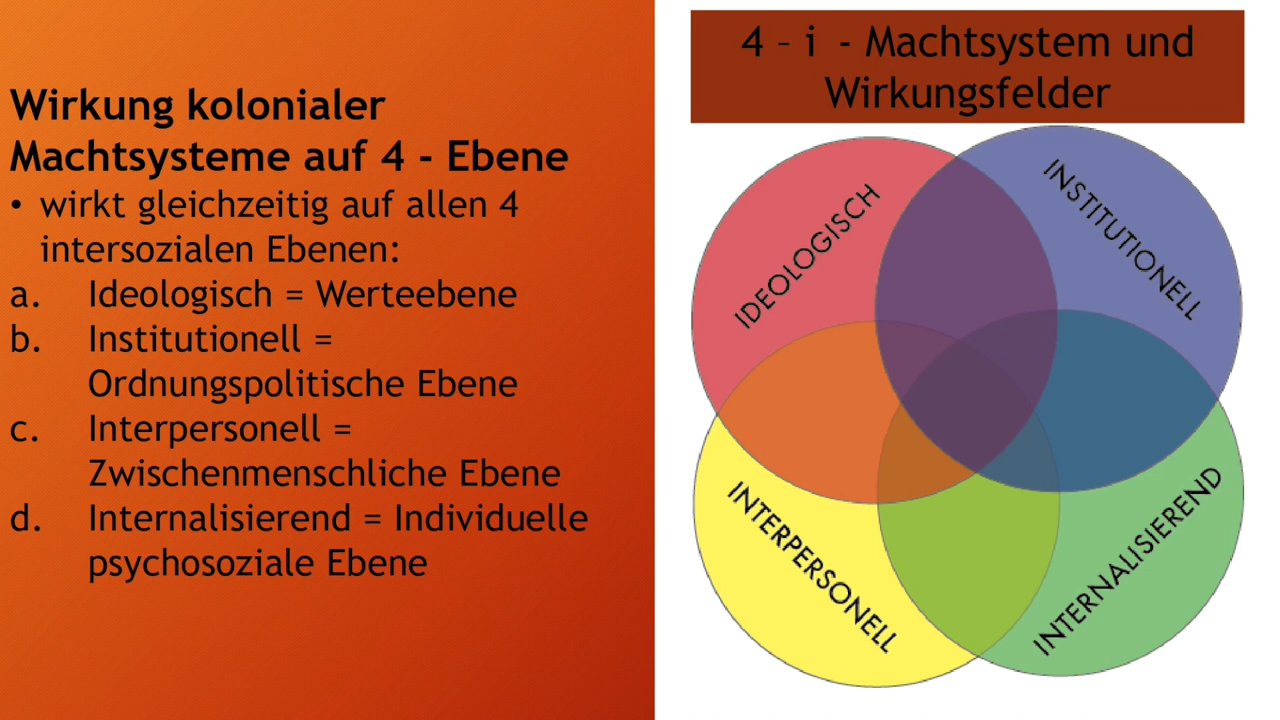 Wirkung kolonialer
Machtsysteme auf 4 - Ebene
• wirkt gleichzeitig auf allen 4
intersozialen Ebenen:
a. Ideologisch = Werteebene
b. Institutionell =
Ordnungspolitische Ebene
c. Interpersonell =
Zwischenmenschliche Ebene
d. Internalisierend = Individuelle
psychosoziale Ebene
4 – i - Machtsystem und
Wirkungsfelder
IDEOLOGISCH
INSTITUTIONELL
INTERPERSONELL
INTERNALISIEREND